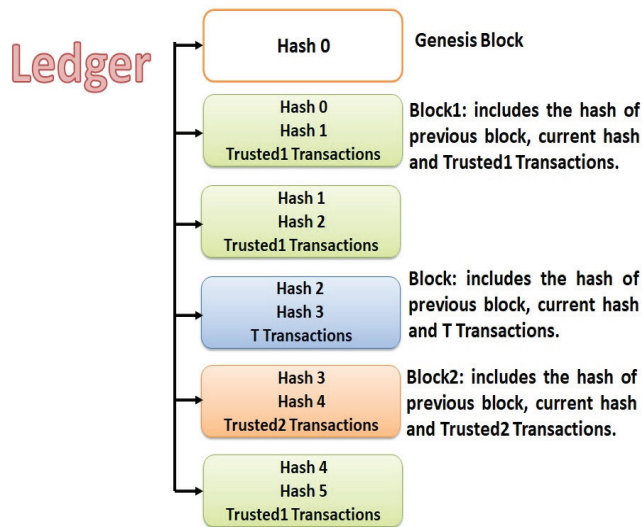 Ledger
Hash 0
Genesis Block
Hash 0
Hash 1
Trusted1 Transactions
Block1: includes the hash of
previous block, current hash
and Trusted1 Transactions.
Hash 1
Hash 2
Trusted1 Transactions
Hash 2
Hash 3
T Transactions
Block: includes the hash of
previous block, current hash
and T Transactions.
Hash 3
Hash 4
Trusted2 Transactions
Block2: includes the hash of
previous block, current hash
and Trusted2 Transactions.
Hash 4
Hash 5
Trusted1 Transactions